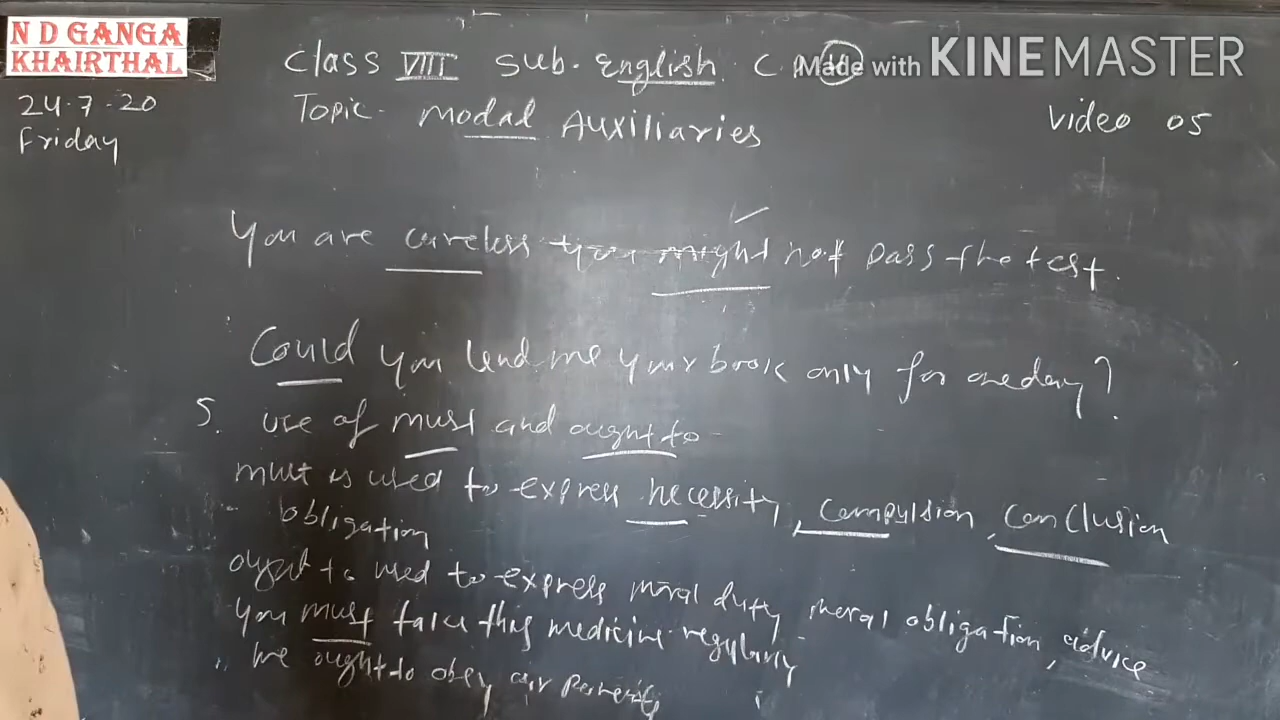 N D GANGA
KHAIRTHAL
24.7.20
Friday
Class VIII Sub. English C
Made with KINEMASTER
Topic - Modal Auxiliaries
Video 05
You are careless you might not pass the test.
Could you lend me your book only for one day?
5. use of must and ought to
must is used to express necessity, compulsion, conclusion
obligation
ought to used to express moral duty moral obligation, advice
You must take this medicine regularly
We ought to obey our parents